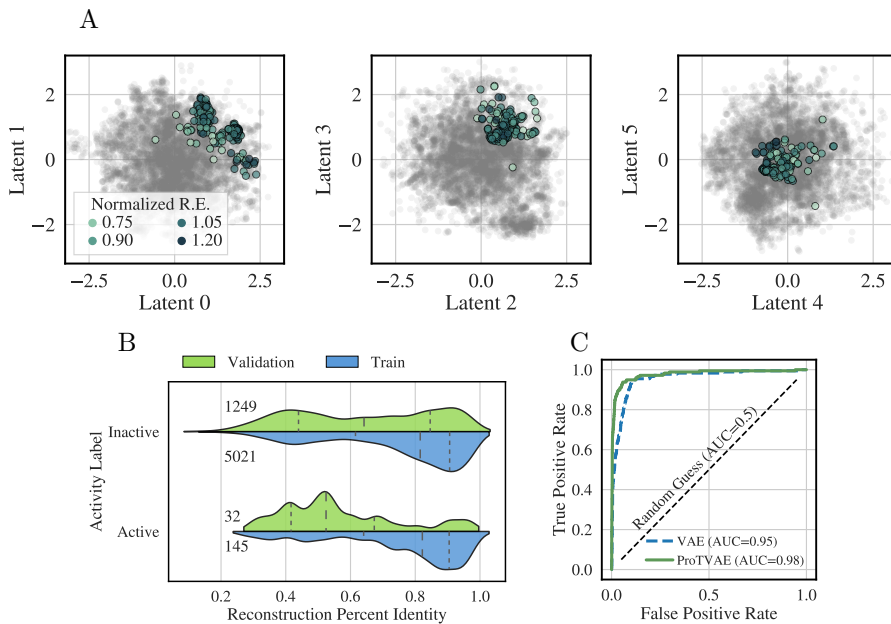 A
Latent 1
2
0
−2
Normalized R.E.
0.75
1.05
0.90
1.20
−2.5
0.0
2.5
Latent 0
Latent 3
2
0
−2
−2.5
0.0
2.5
Latent 2
Latent 5
2
0
−2
−2.5
0.0
2.5
Latent 4
B
Validation
Train
Activity Label
Inactive
1249
5021
Active
32
145
0.2
0.4
0.6
0.8
1.0
Reconstruction Percent Identity
C
True Positive Rate
1.0
0.8
0.6
0.4
0.2
0.0
Random Guess (AUC=0.5)
VAE (AUC=0.95)
ProTVAE (AUC=0.98)
0.0
0.5
1.0
False Positive Rate